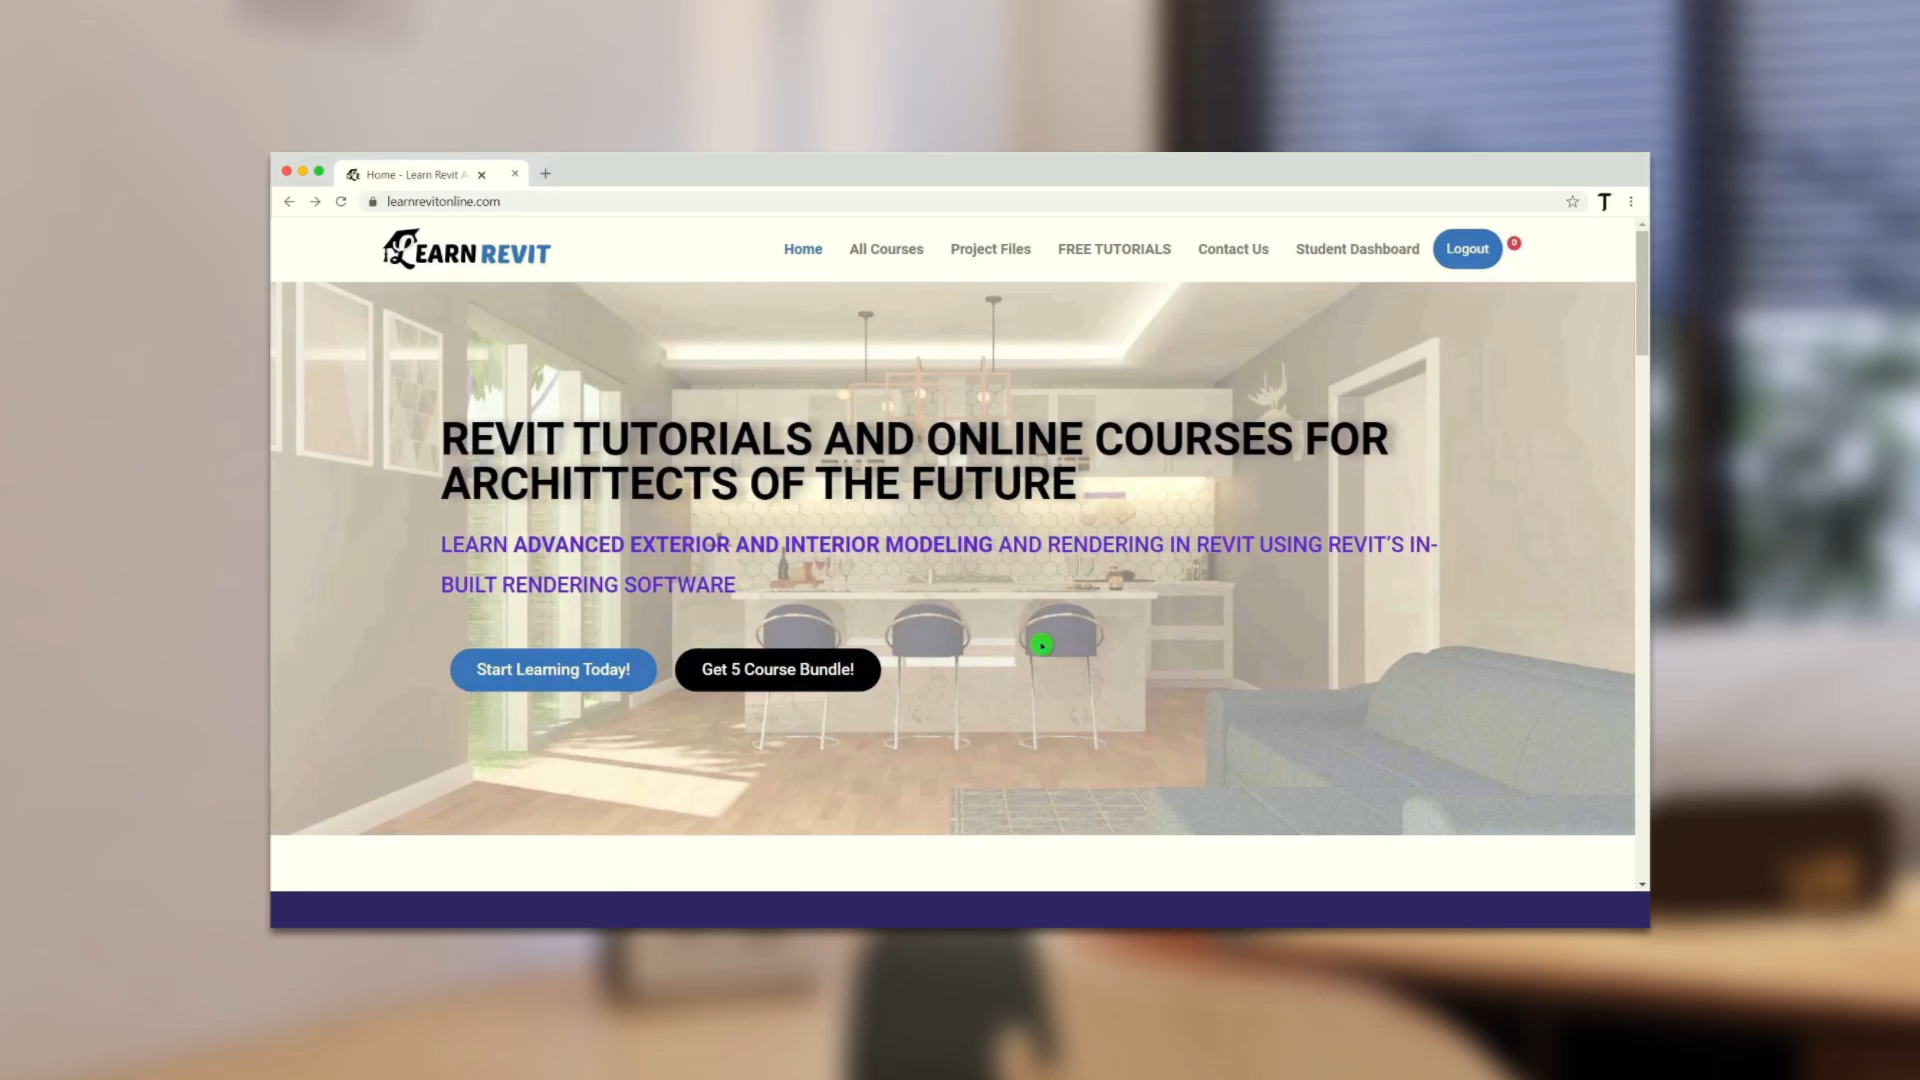 Home - Learn Revit A
learnrevitonline.com
LEARN REVIT
Home
All Courses
Project Files
FREE TUTORIALS
Contact Us
Student Dashboard
Logout
0
REVIT TUTORIALS AND ONLINE COURSES FOR
ARCHITTECTS OF THE FUTURE
LEARN ADVANCED EXTERIOR AND INTERIOR MODELING AND RENDERING IN REVIT USING REVIT’S IN-
BUILT RENDERING SOFTWARE
Start Learning Today!
Get 5 Course Bundle!